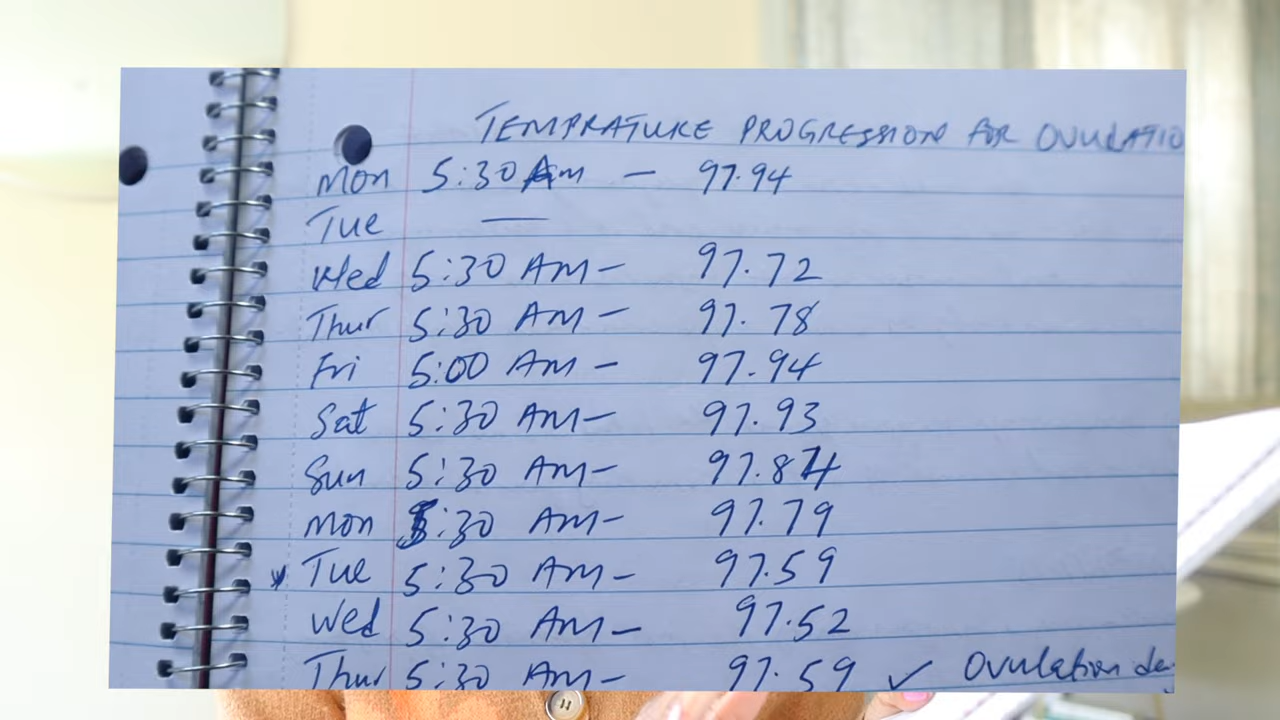 TEMPRATURE PROGRESSION FOR OVULATIO
Mon 5:30 Am - 97.94
Tue —
Wed 5:30 AM - 97.72
Thur 5:30 AM - 97.78
Fri 5:00 AM - 97.94
Sat 5:30 AM - 97.93
Sun 5:30 AM - 97.84
Mon 5:30 AM - 97.79
Tue 5:30 AM - 97.59
Wed 5:30 AM - 97.52
Thur 5:30 AM - 97.59 ✓ Ovulation